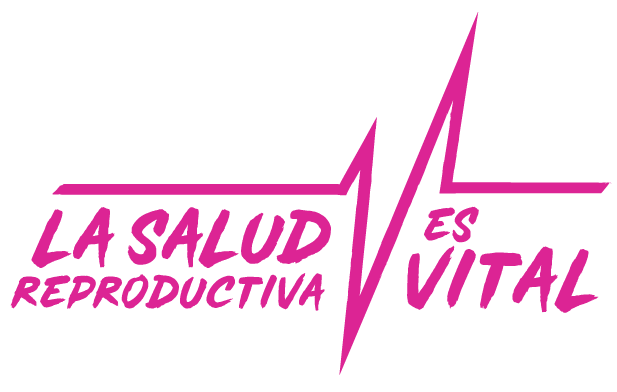 LA SALUD
REPRODUCTIVA
ES
VITAL